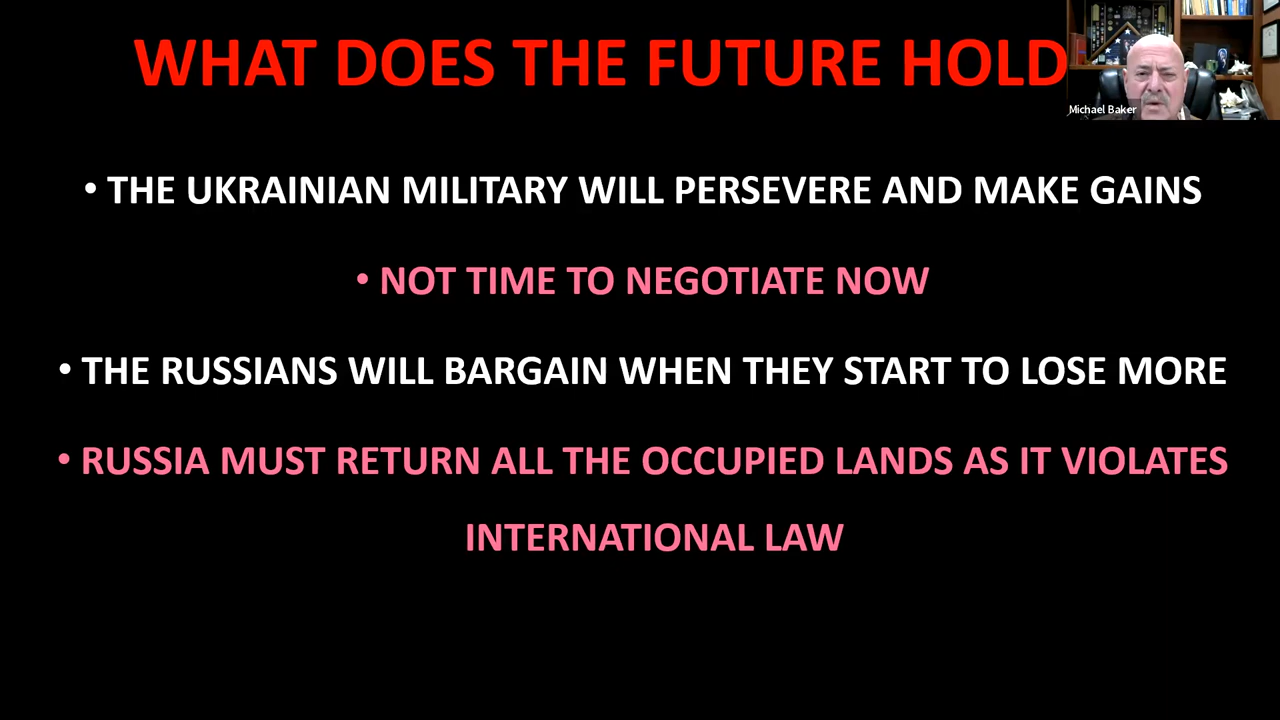 WHAT DOES THE FUTURE HOLD
Michael Baker
• THE UKRAINIAN MILITARY WILL PERSEVERE AND MAKE GAINS
• NOT TIME TO NEGOTIATE NOW
• THE RUSSIANS WILL BARGAIN WHEN THEY START TO LOSE MORE
• RUSSIA MUST RETURN ALL THE OCCUPIED LANDS AS IT VIOLATES
INTERNATIONAL LAW